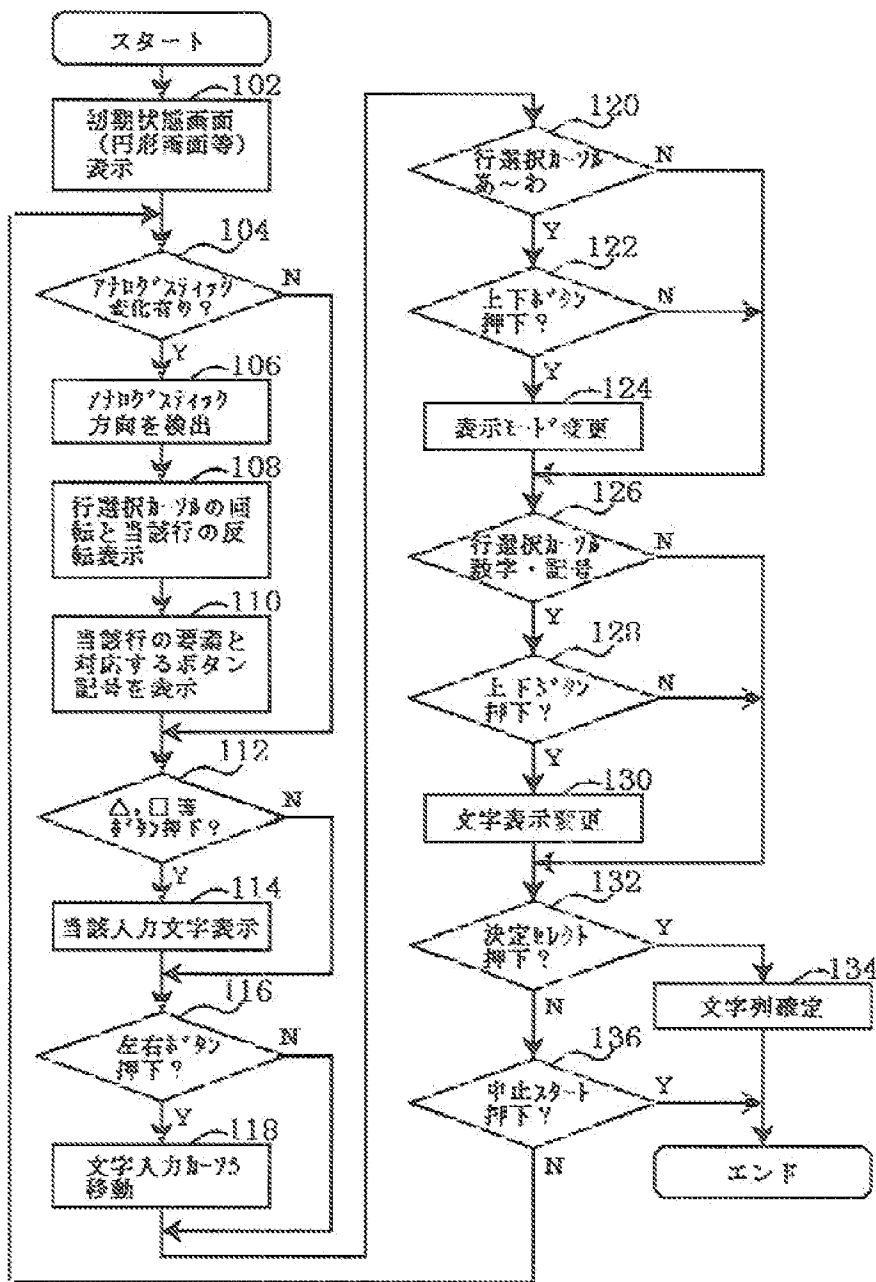 スタート
102
初期状態画面
(円形画面等)
表示
104
アナログスティック
変化有り?
N
Y
106
アナログスティック
方向を検出
108
行選択カーソルの回
転と当該行の反
転表示
110
当該行の要素と
対応するボタン
記号を表示
112
△,□等
ボタン押下?
N
Y
114
当該入力文字表示
116
左右ボタン
押下?
N
Y
118
文字入力カーソル
移動
120
行選択カーソル
あ~わ
N
Y
122
上下ボタン
押下?
N
Y
124
表示モード変更
126
行選択カーソル
数字・記号
N
Y
128
上下ボタン
押下?
N
Y
130
文字表示変更
132
決定セレクト
押下?
Y
N
134
文字列確定
136
中止スタート
押下?
Y
N
エンド